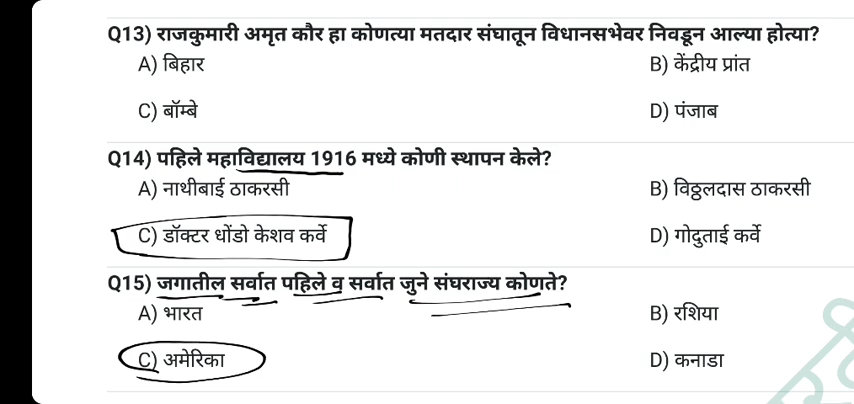 Q13) राजकुमारी अमृत कौर हा कोणत्या मतदार संघातून विधानसभेवर निवडून आल्या होत्या?
A) बिहार B) केंद्रीय प्रांत
C) बॉम्बे D) पंजाब
Q14) पहिले महाविद्यालय 1916 मध्ये कोणी स्थापन केले?
A) नाथीबाई ठाकरसी B) विठ्ठलदास ठाकरसी
C) डॉक्टर धोंडो केशव कर्वे D) गोदुताई कर्वे
Q15) जगातील सर्वात पहिले व सर्वात जुने संघराज्य कोणते?
A) भारत B) रशिया
C) अमेरिका D) कनाडा